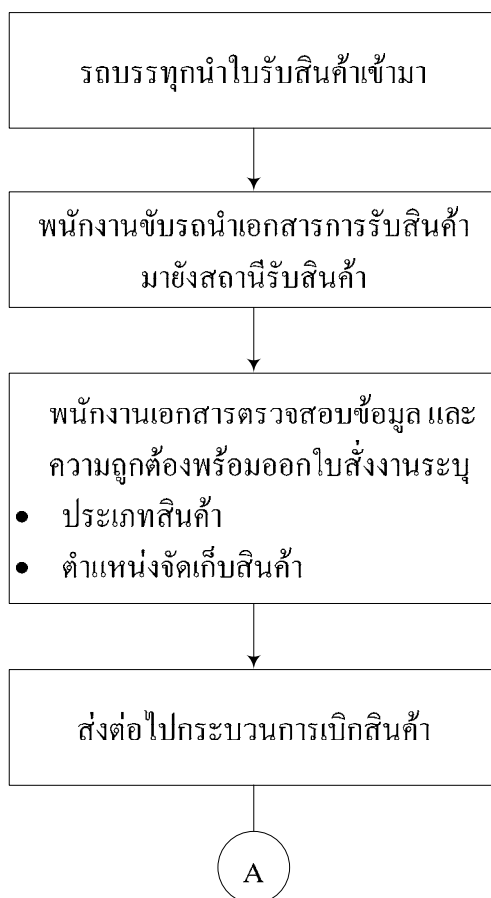 รถบรรทุกนำใบรับสินค้าเข้ามา
พนักงานขับรถนำเอกสารการรับสินค้า
มายังสถานีรับสินค้า
พนักงานเอกสารตรวจสอบข้อมูล และ
ความถูกต้องพร้อมออกใบสั่งงานระบุ
• ประเภทสินค้า
• ตำแหน่งจัดเก็บสินค้า
ส่งต่อไปกระบวนการเบิกสินค้า
A